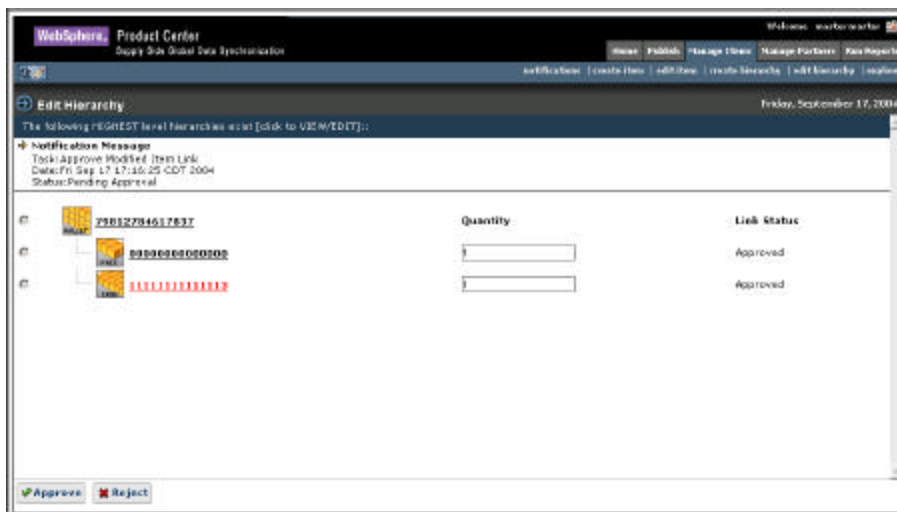 WebSphere. Product Center
Supply Side Global Data Synchronization
Welcome mastermaster
Home Publish Manage Items Manage Partners Run Reports
notifications | create item | edit item | create hierarchy | edit hierarchy |
Edit Hierarchy
Friday, September 17, 2004
The following HIGHEST level hierarchies exist [click to VIEW/EDIT]::
Notification Message
Task:Approve Modified Item Link
Date:Fri Sep 17 17:16:25 CDT 2004
Status:Pending Approval
79812784617837 Quantity Link Status
00000000000000 1 Approved
11111111111113 1 Approved
Approve Reject